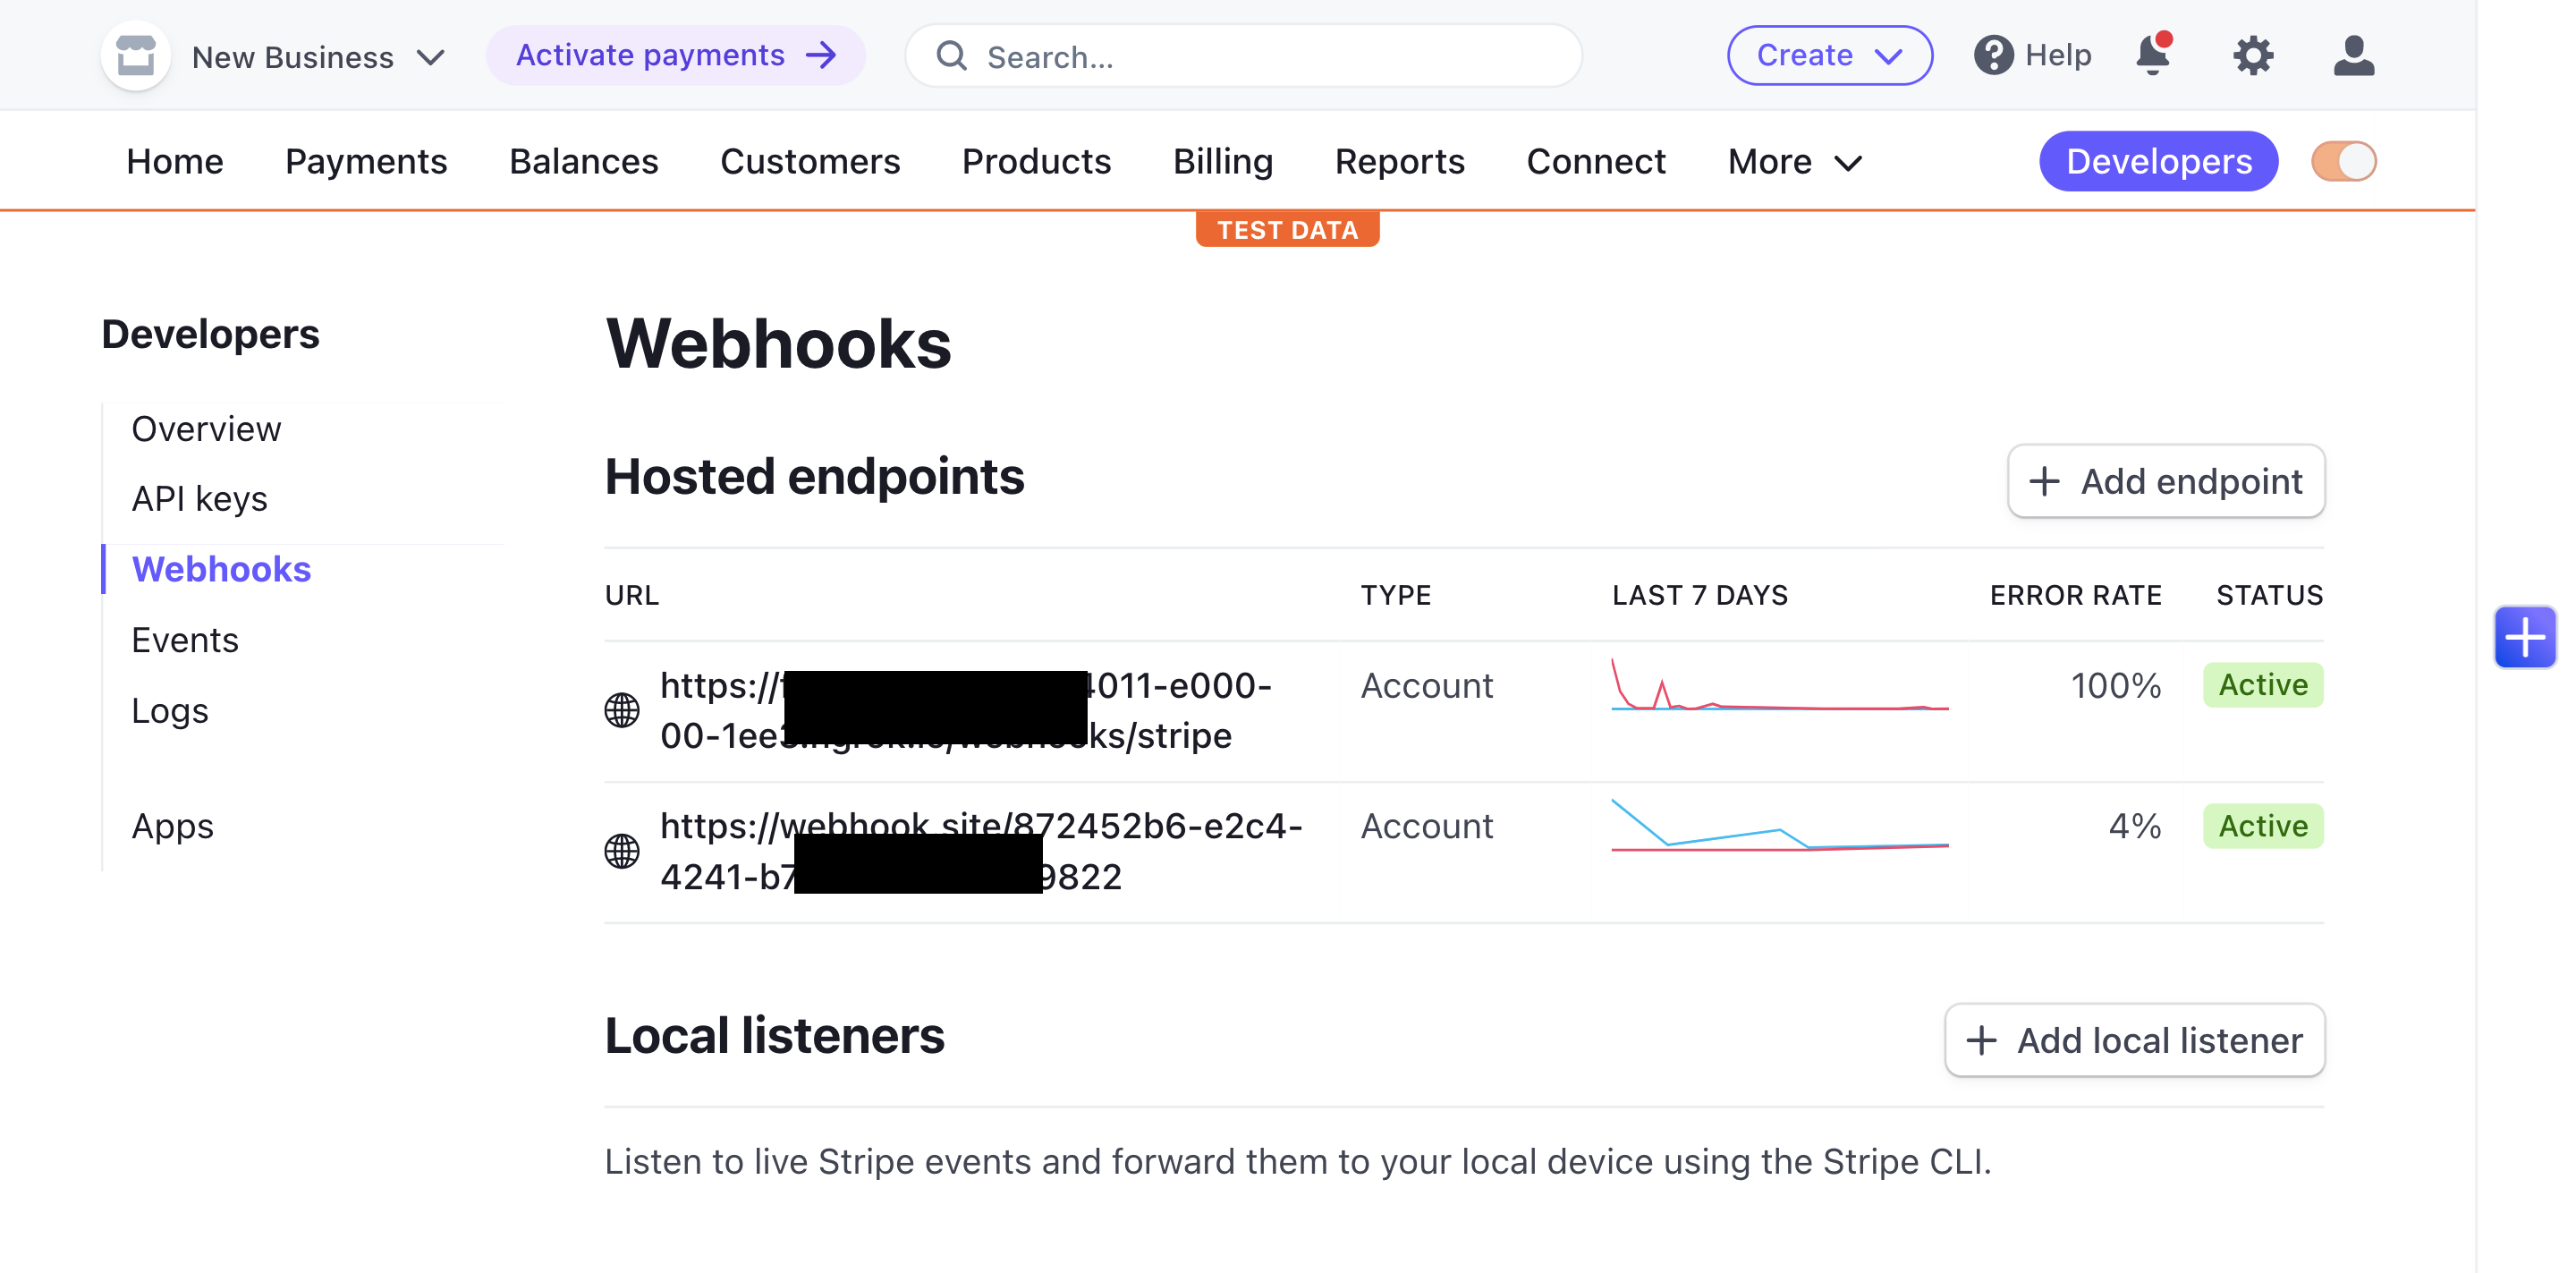 New Business
Activate payments →
Search...
Create
Help
Home Payments Balances Customers Products Billing Reports Connect More
Developers
TEST DATA
Developers
Overview
API keys
Webhooks
Events
Logs
Apps
Webhooks
Hosted endpoints
+ Add endpoint
URL TYPE LAST 7 DAYS ERROR RATE STATUS
https:// 4011-e000- Account 100% Active
00-1ee3 ks/stripe
https://webhook.site/872452b6-e2c4- Account 4% Active
4241-b7 9822
Local listeners
+ Add local listener
Listen to live Stripe events and forward them to your local device using the Stripe CLI.